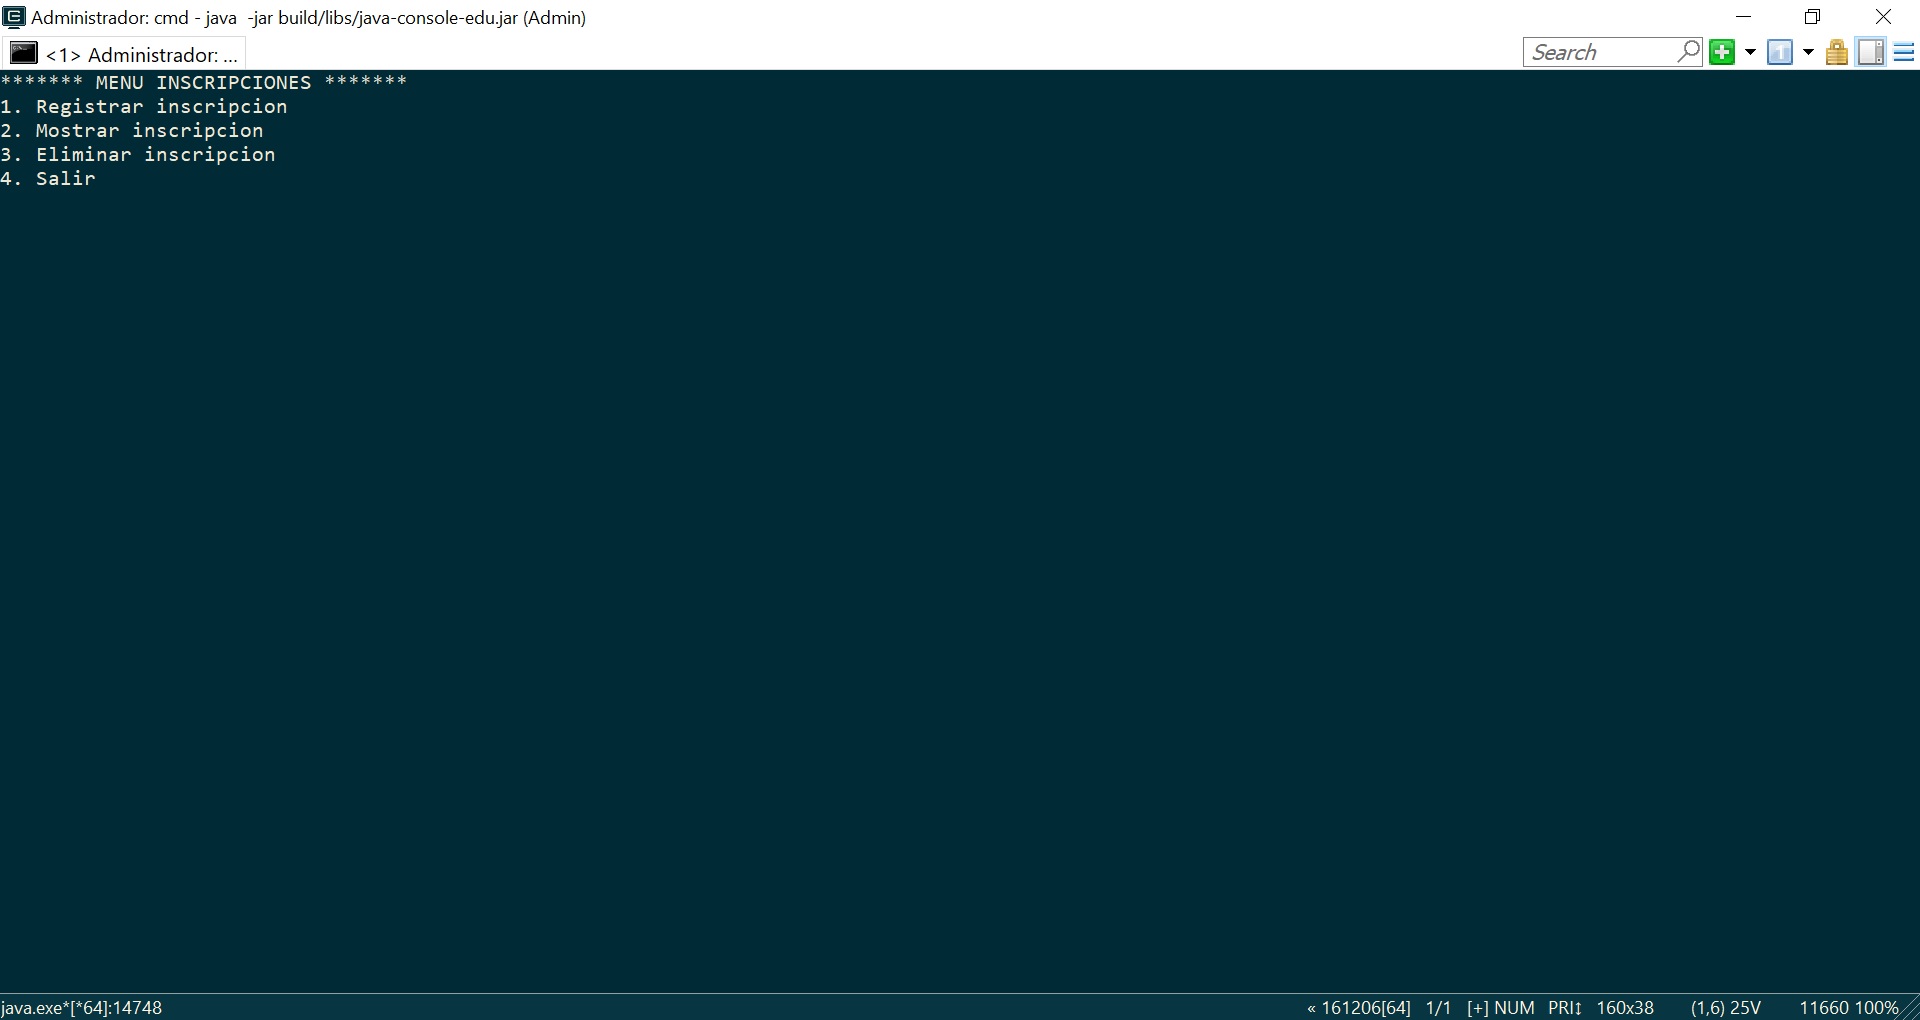 Administrador: cmd - java  -jar build/libs/java-console-edu.jar (Admin)
<1> Administrador: ...
Search
1
******* MENU INSCRIPCIONES *******
1. Registrar inscripcion
2. Mostrar inscripcion
3. Eliminar inscripcion
4. Salir
java.exe*[*64]:14748
« 161206[64] 1/1 [+] NUM PRI↕ 160x38 (1,6) 25V 11660 100%